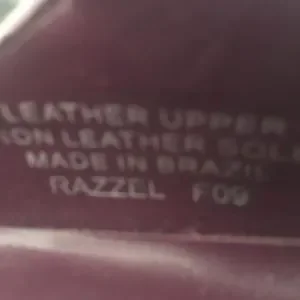 LEATHER UPPER
NON LEATHER SOLE
MADE IN BRAZIL
RAZZEL F09